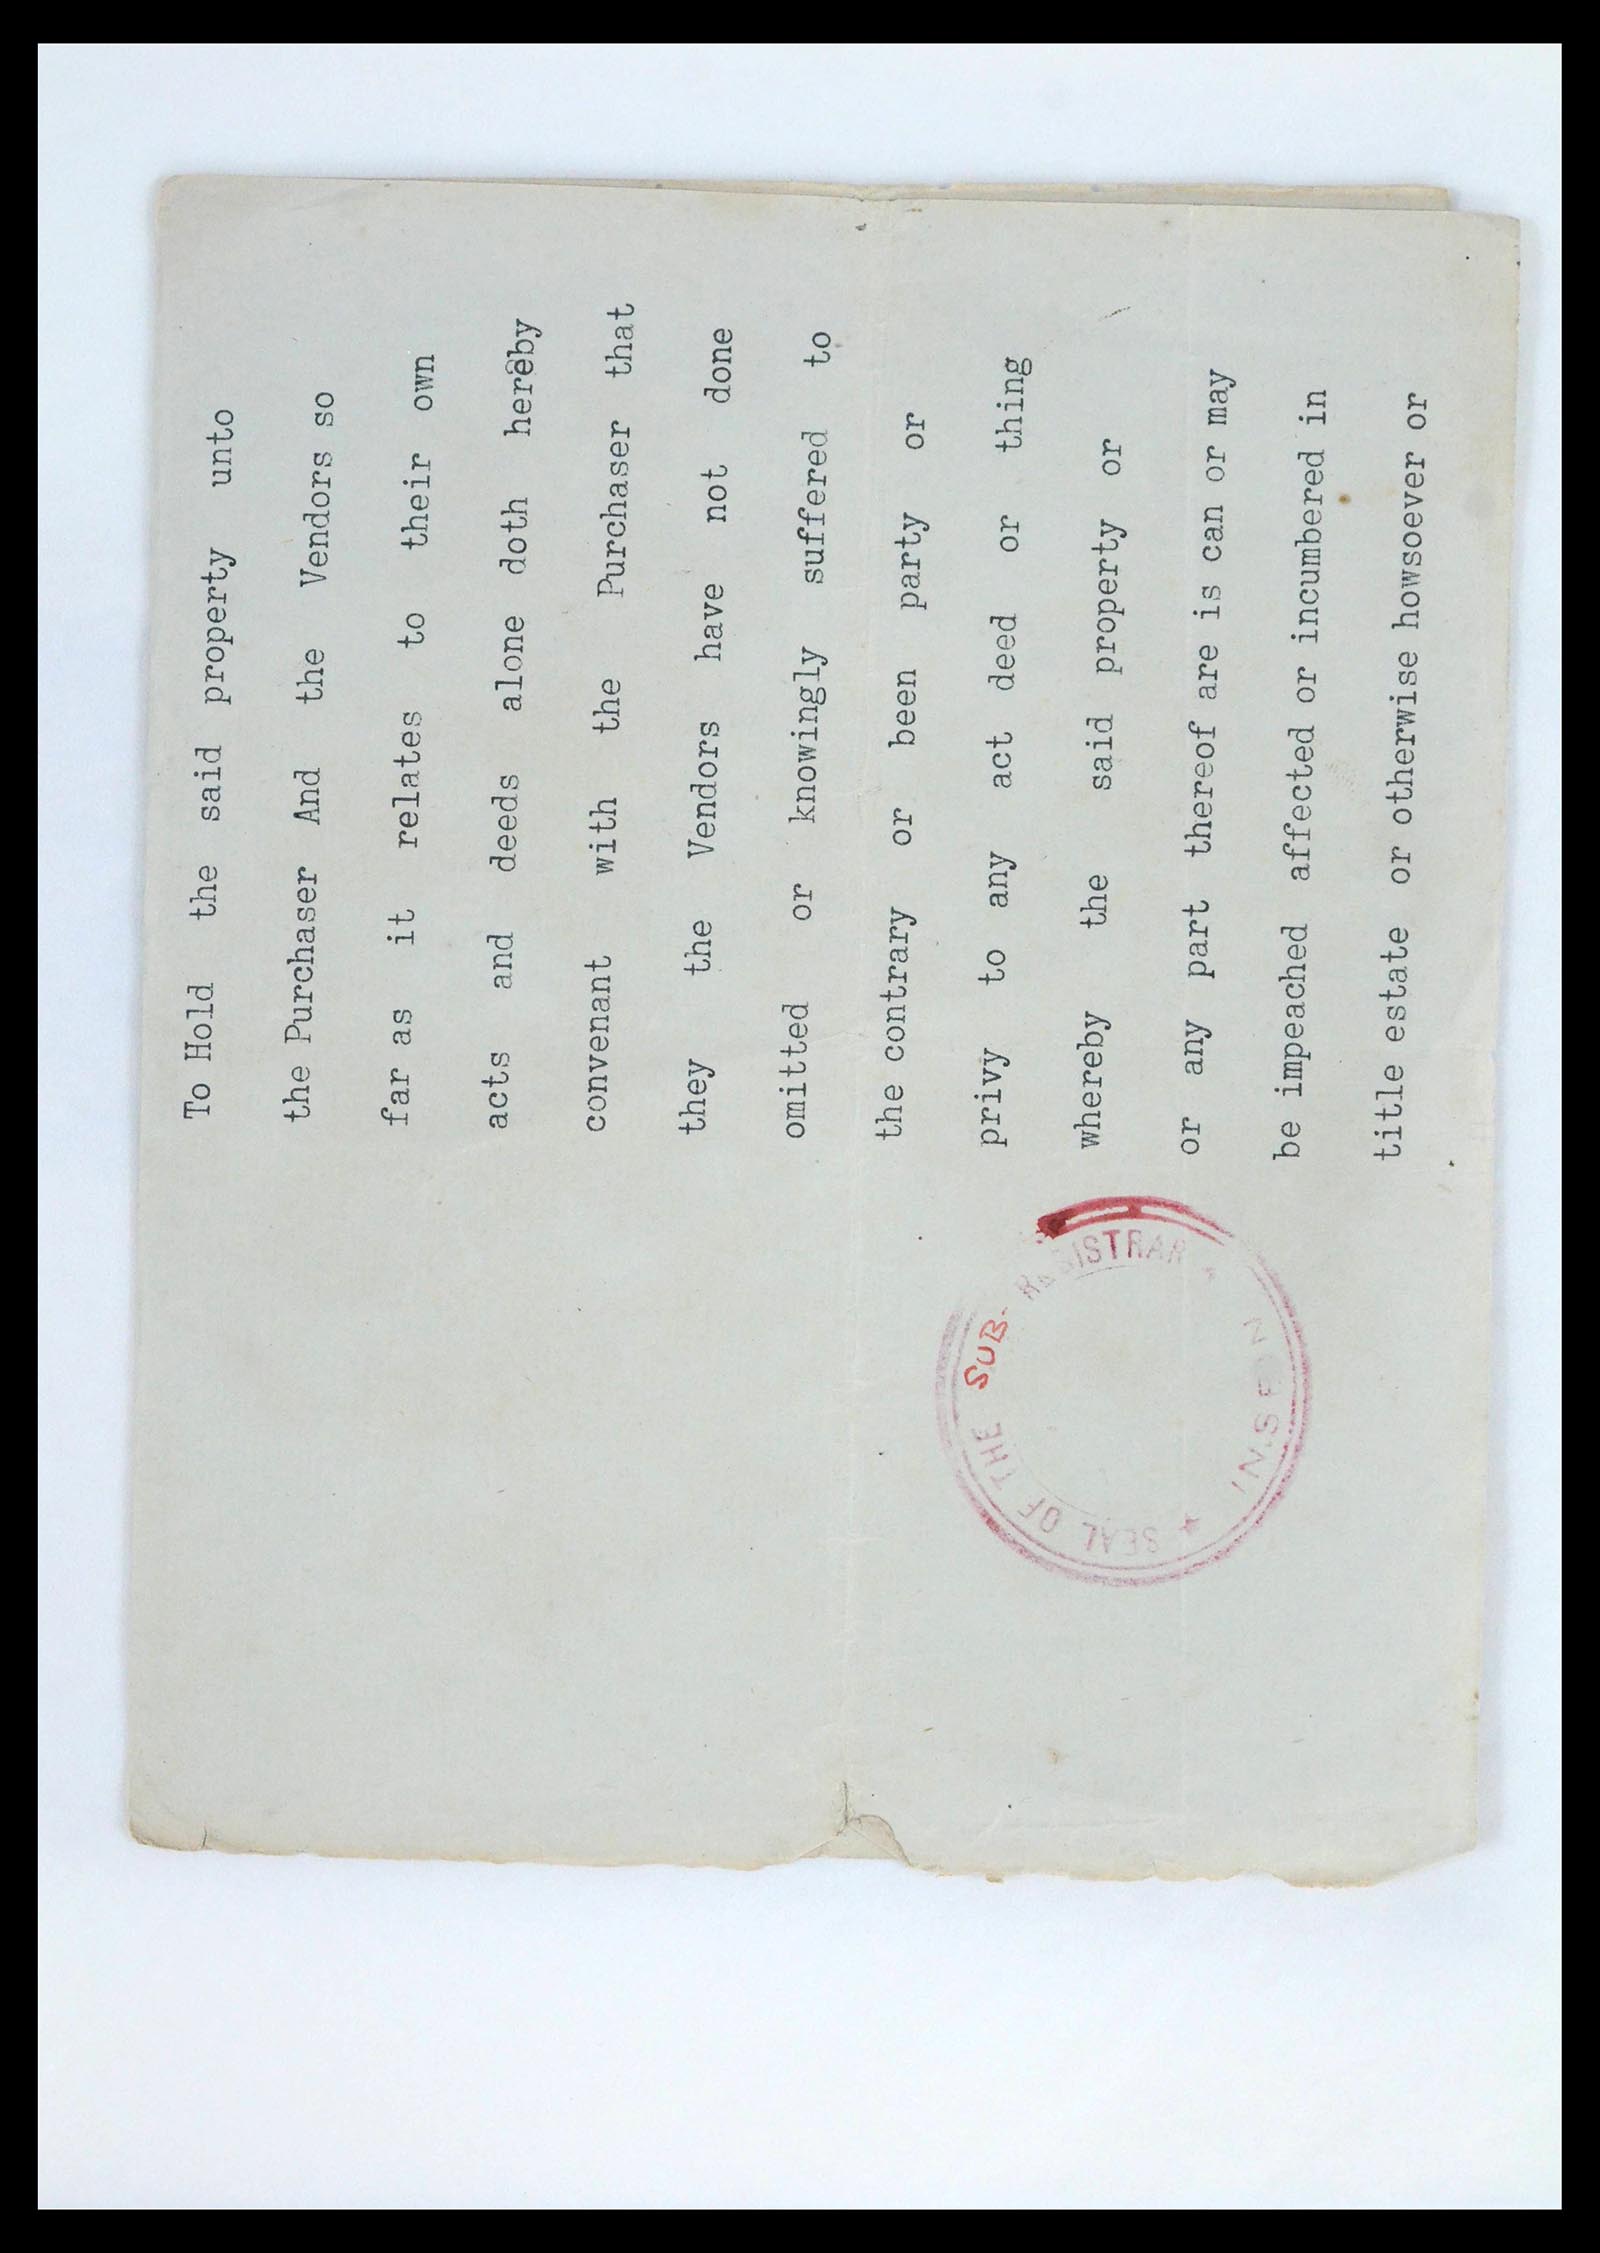 To Hold the said property unto
the Purchaser And the Vendors so
far as it relates to their own
acts and deeds alone doth hereby
convenant with the Purchaser that
they the Vendors have not done
omitted or knowingly suffered to
the contrary or been party or
privy to any act deed or thing
whereby the said property or
or any part thereof are is can or may
be impeached affected or incumbered in
title estate or otherwise howsoever or
SEAL OF THE SUB- REGISTRAR